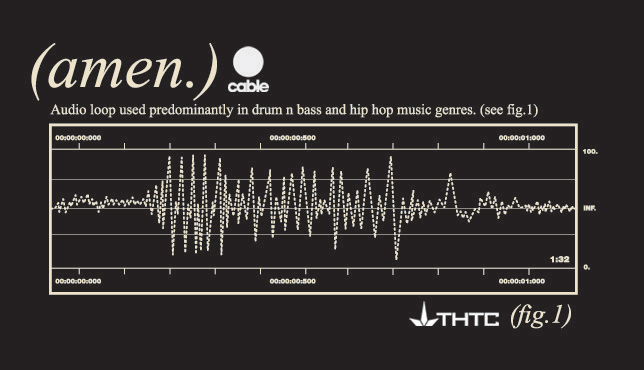 (amen.)
cable
Audio loop used predominantly in drum n bass and hip hop music genres. (see fig.1)
00:00:00:000 00:00:00:500 00:00:01:000
100.
INF.
1:32
0.
00:00:00:000 00:00:00:500 00:00:01:000
THTC (fig.1)